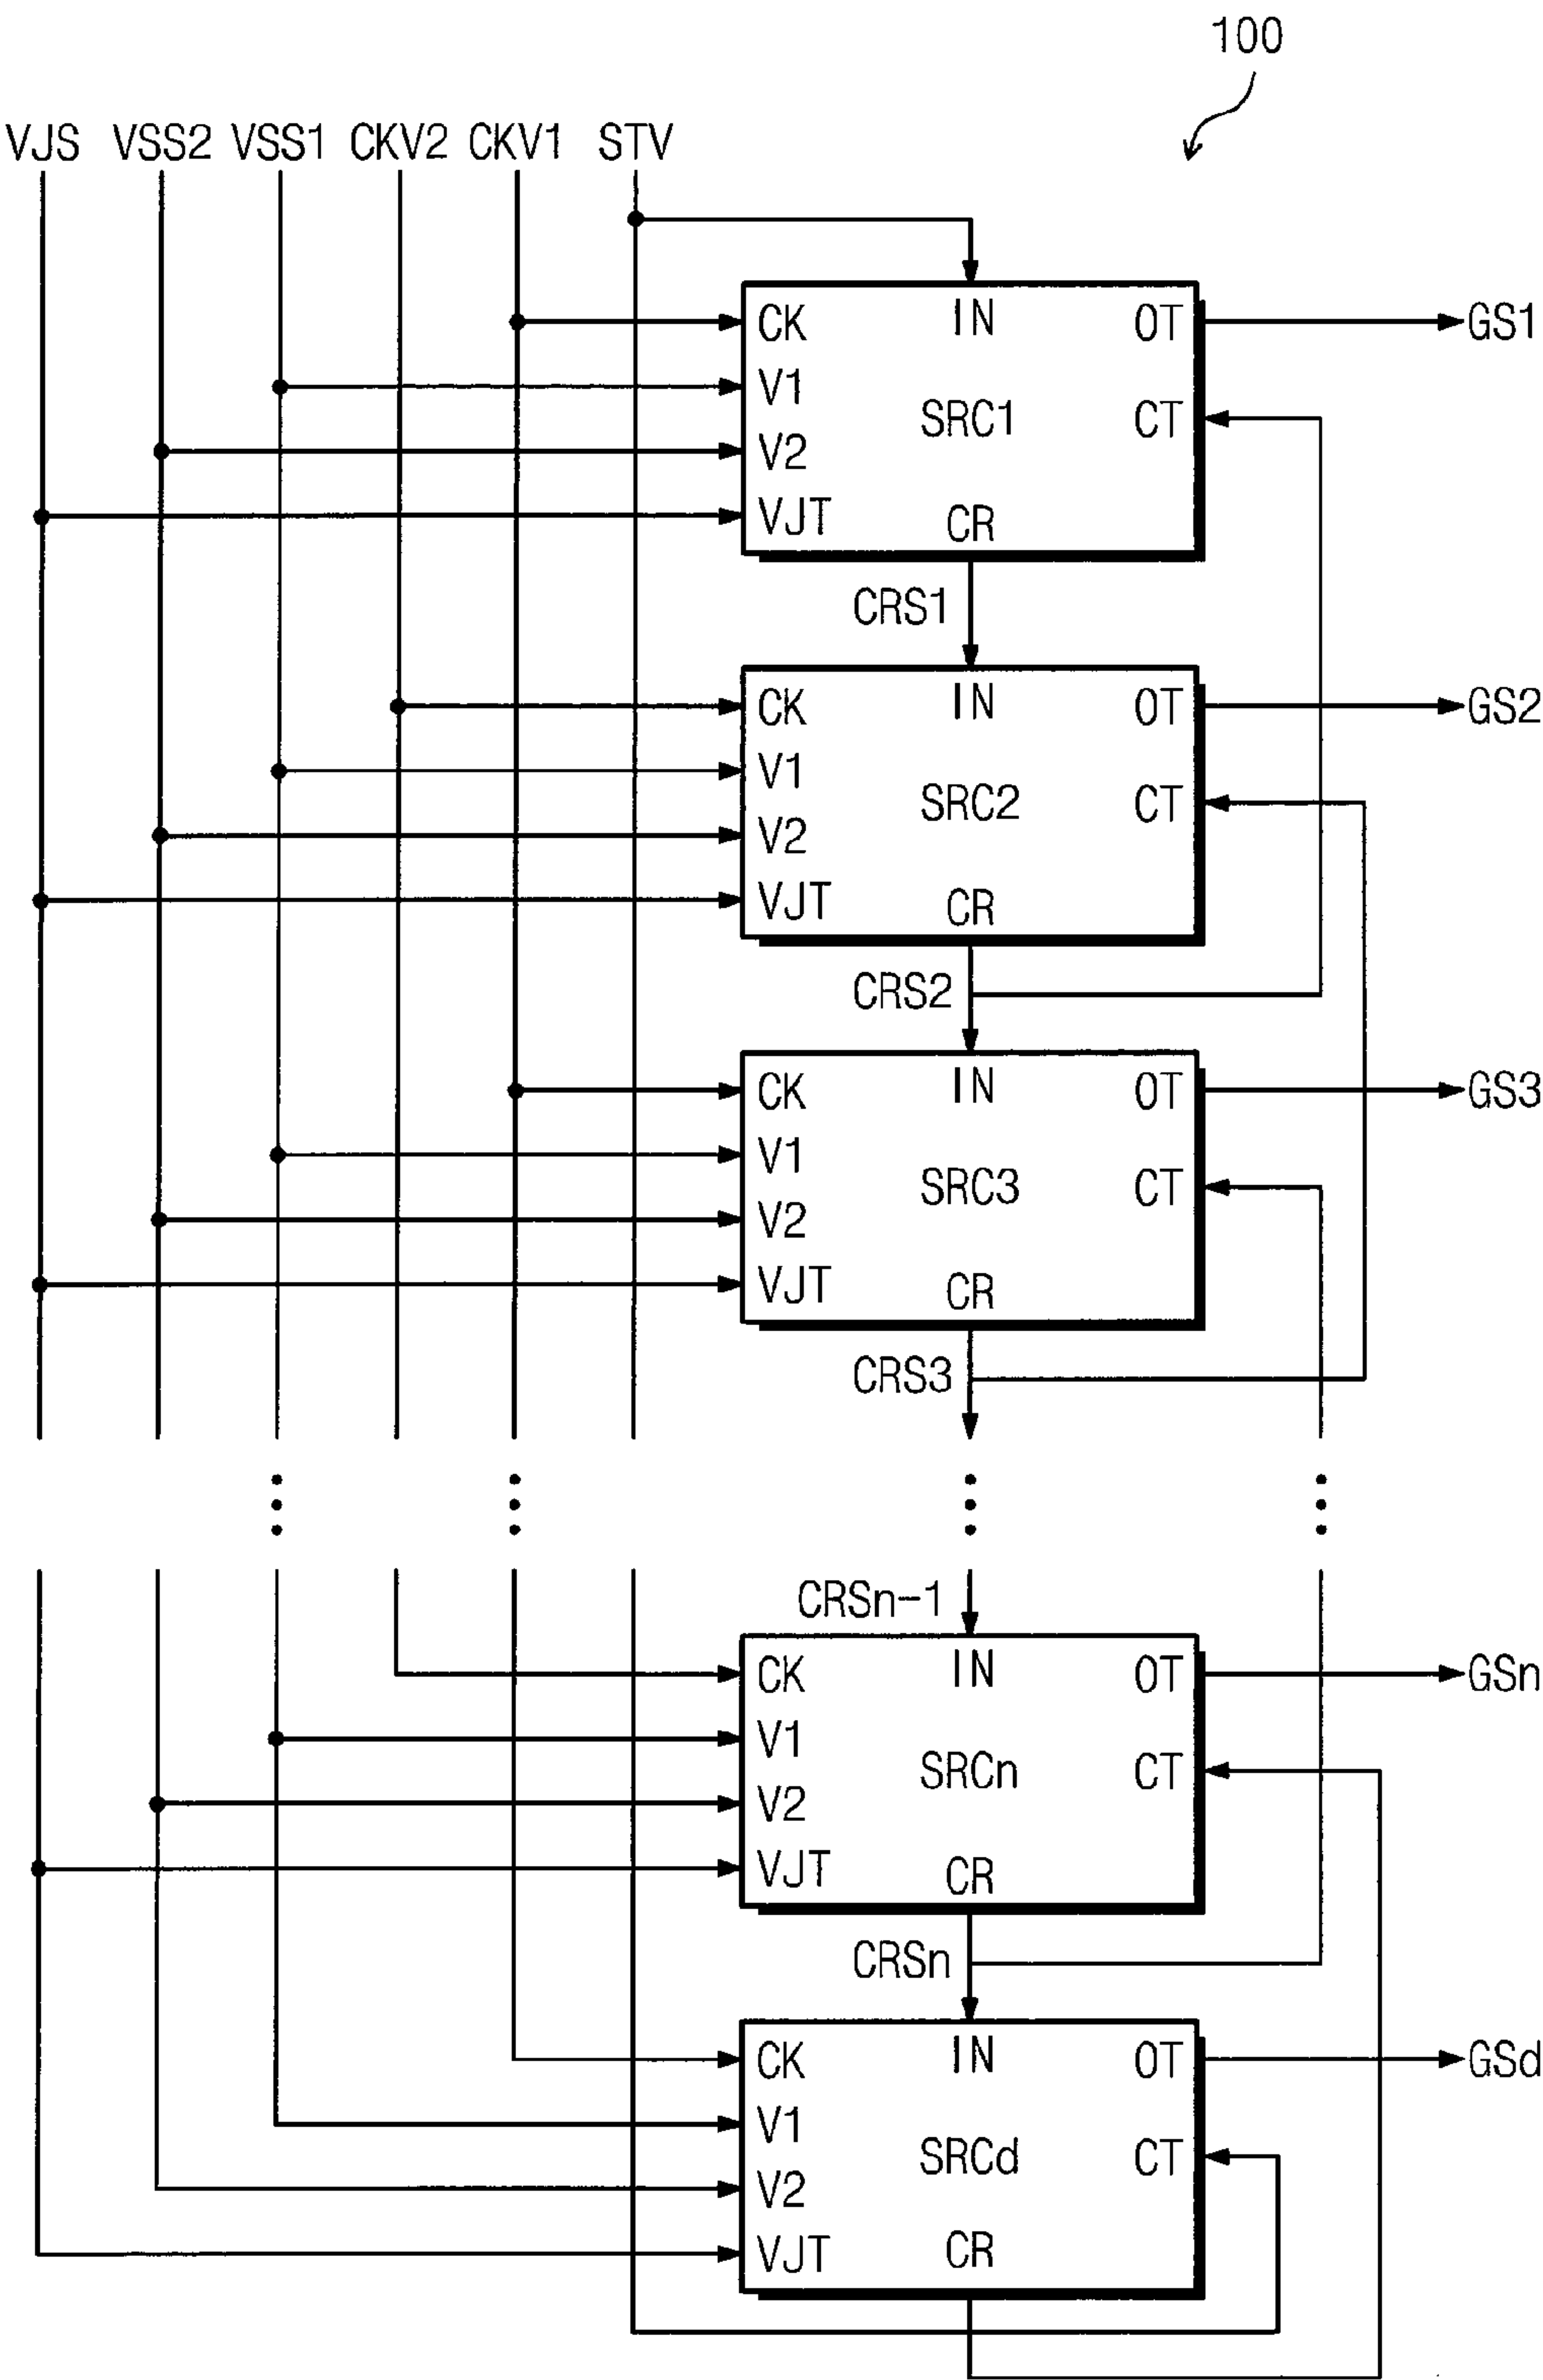 100
VJS VSS2 VSS1 CKV2 CKV1 STV
CK IN OT GS1
V1
SRC1 CT
V2
VJT CR
CRS1
CK IN OT GS2
V1
SRC2 CT
V2
VJT CR
CRS2
CK IN OT GS3
V1
SRC3 CT
V2
VJT CR
CRS3
CRSn-1
CK IN OT GSn
V1
SRCn CT
V2
VJT CR
CRSn
CK IN OT GSd
V1
SRCd CT
V2
VJT CR